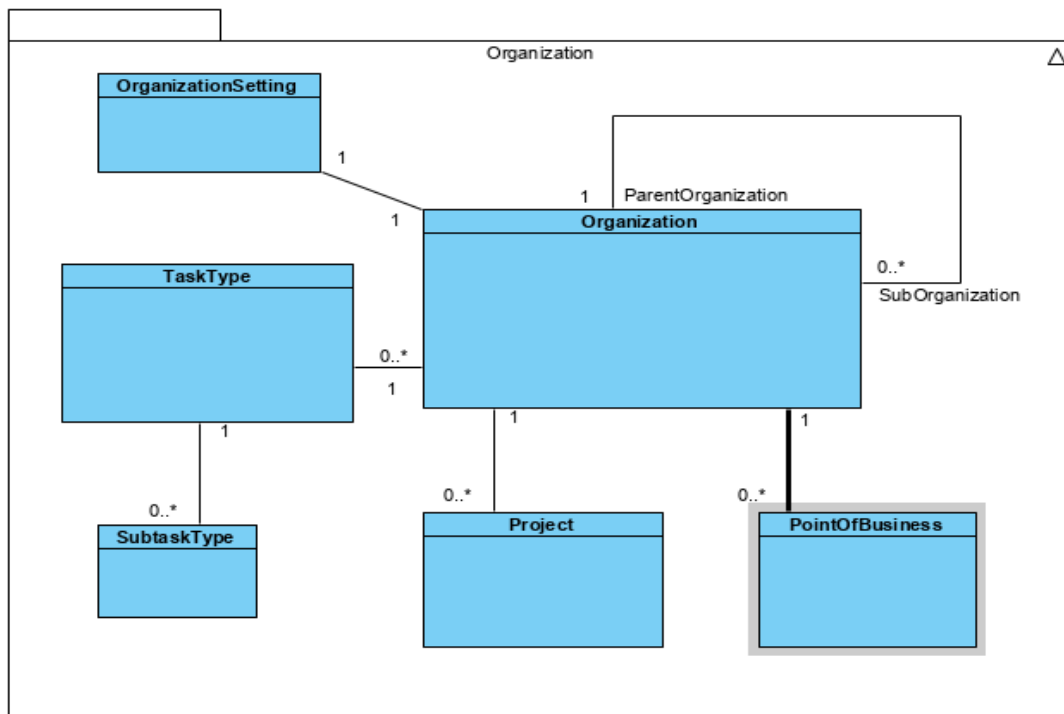 Organization
OrganizationSetting
1
1
1
ParentOrganization
Organization
0..*
SubOrganization
TaskType
0..*
1
1
0..*
SubtaskType
1
0..*
Project
1
0..*
PointOfBusiness